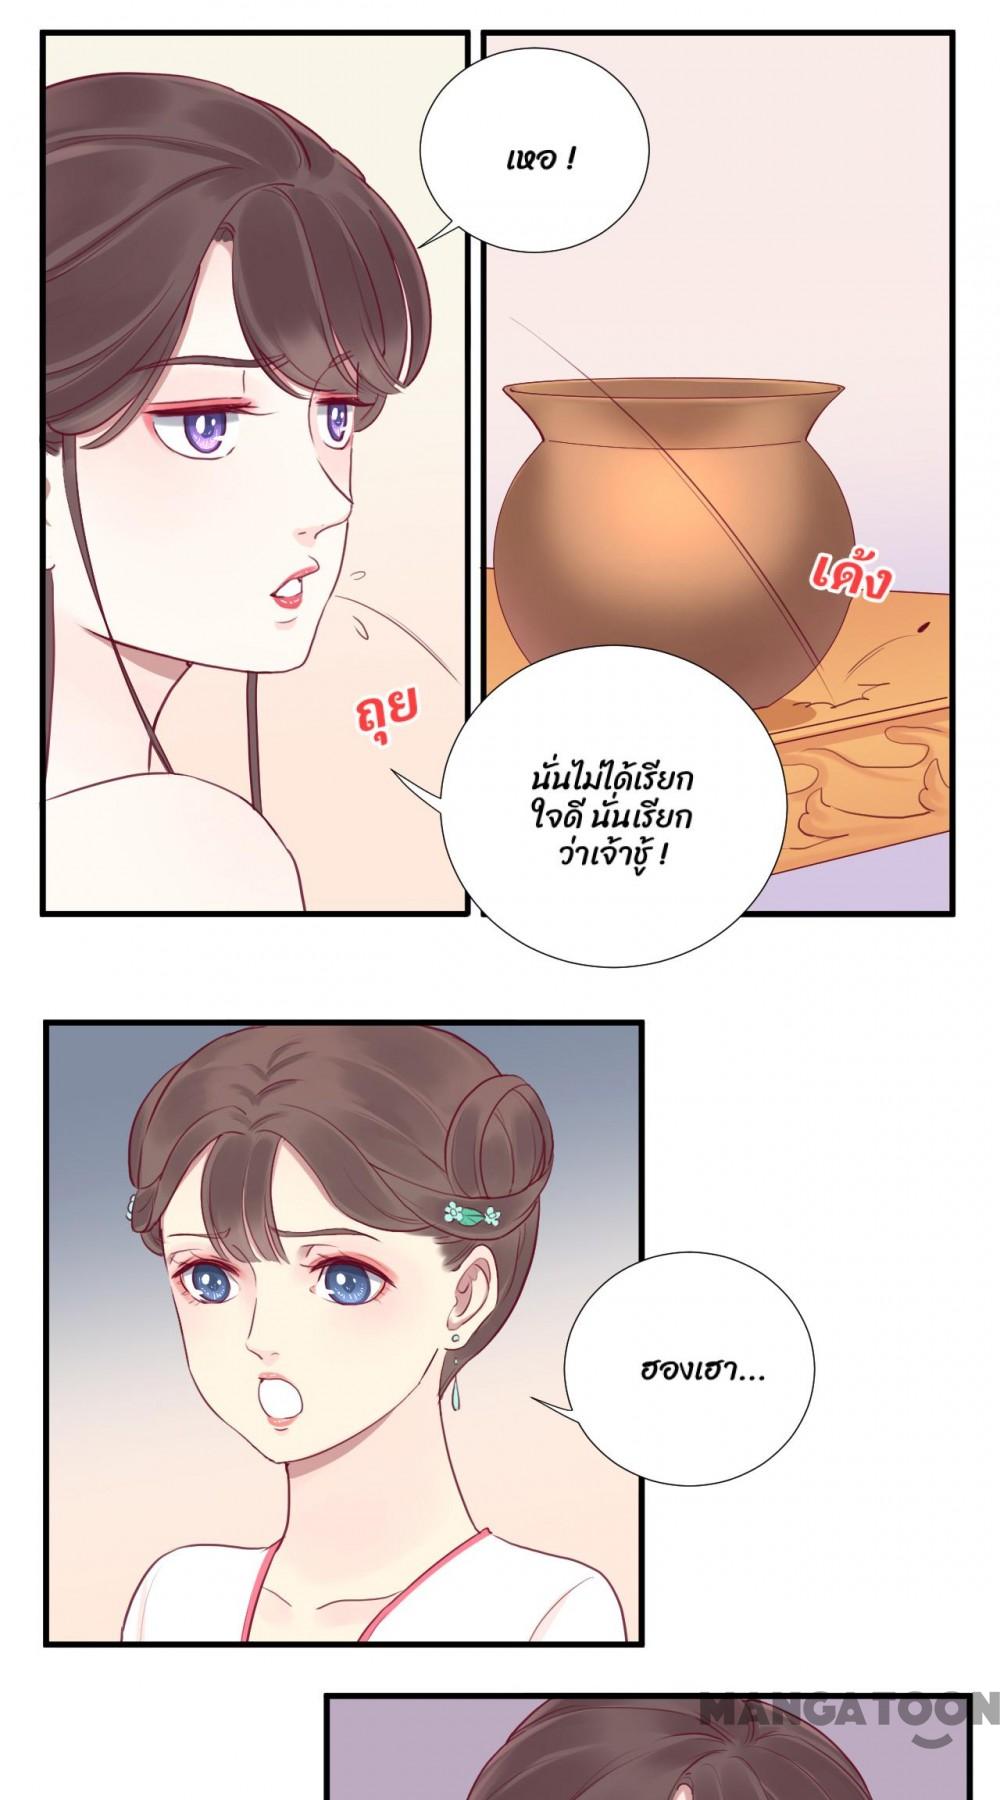 เหอ !
เด้ง
ถุย
นั่นไม่ได้เรียก
ใจดี นั่นเรียก
ว่าเจ้าชู้ !
ฮองเฮา...
MANGATOON